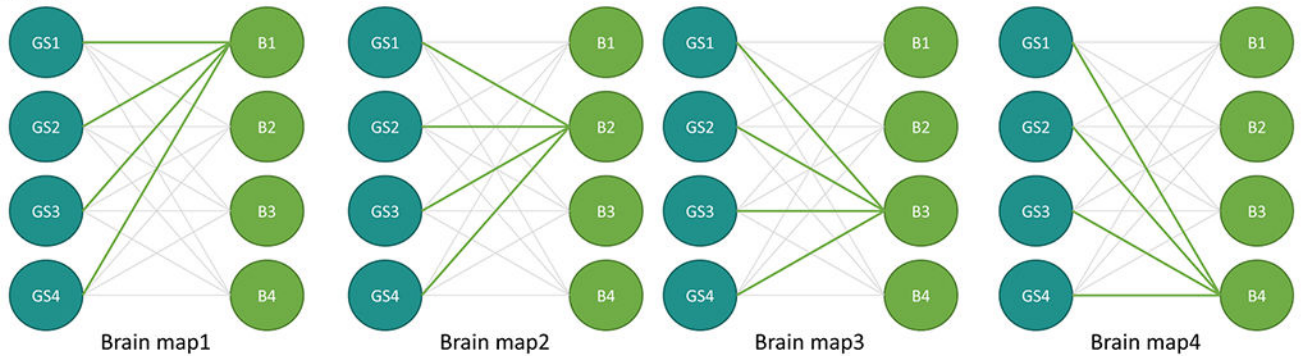 GS1 B1 GS1 B1 GS1 B1 GS1 B1
GS2 B2 GS2 B2 GS2 B2 GS2 B2
GS3 B3 GS3 B3 GS3 B3 GS3 B3
GS4 B4 GS4 B4 GS4 B4 GS4 B4
Brain map1 Brain map2 Brain map3 Brain map4